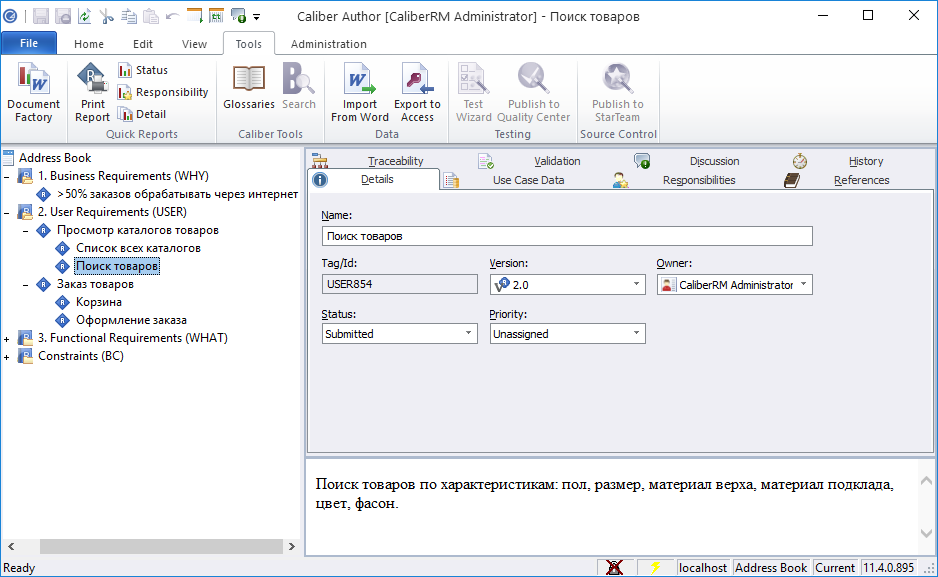 Caliber Author [CaliberRM Administrator] - Поиск товаров
File
Home
Edit
View
Tools
Administration
Document Factory
Print Report
Status
Responsibility
Detail
Quick Reports
Glossaries
Search
Caliber Tools
Import From Word
Export to Access
Data
Test Wizard
Publish to Quality Center
Testing
Publish to StarTeam
Source Control
Address Book
1. Business Requirements (WHY)
>50% заказов обрабатывать через интернет
2. User Requirements (USER)
Просмотр каталогов товаров
Список всех каталогов
Поиск товаров
Заказ товаров
Корзина
Оформление заказа
3. Functional Requirements (WHAT)
Constraints (BC)
Traceability
Validation
Discussion
History
Details
Use Case Data
Responsibilities
References
Name:
Поиск товаров
Tag/Id:
Version:
Owner:
USER854
2.0
CaliberRM Administrator
Status:
Priority:
Submitted
Unassigned
Поиск товаров по характеристикам: пол, размер, материал верха, материал подклада,
цвет, фасон.
Ready
localhost
Address Book
Current
11.4.0.895